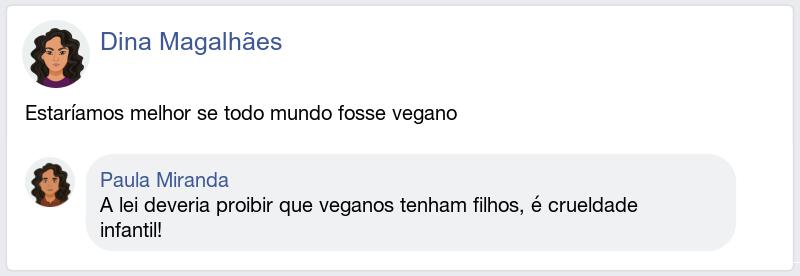 Dina Magalhães
Estaríamos melhor se todo mundo fosse vegano
Paula Miranda
A lei deveria proibir que veganos tenham filhos, é crueldade
infantil!